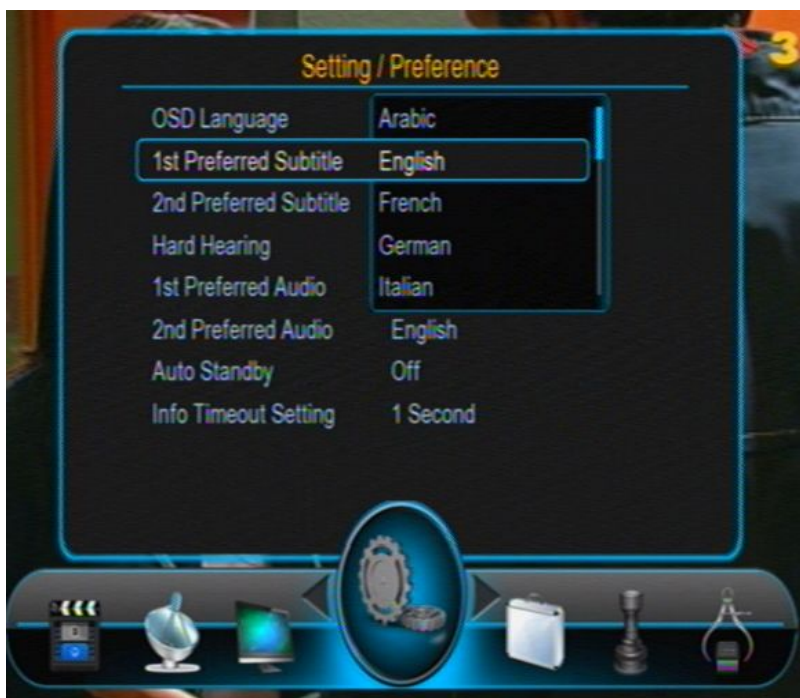 3
Setting / Preference
OSD Language Arabic
1st Preferred Subtitle English
2nd Preferred Subtitle French
Hard Hearing German
1st Preferred Audio Italian
2nd Preferred Audio English
Auto Standby Off
Info Timeout Setting 1 Second